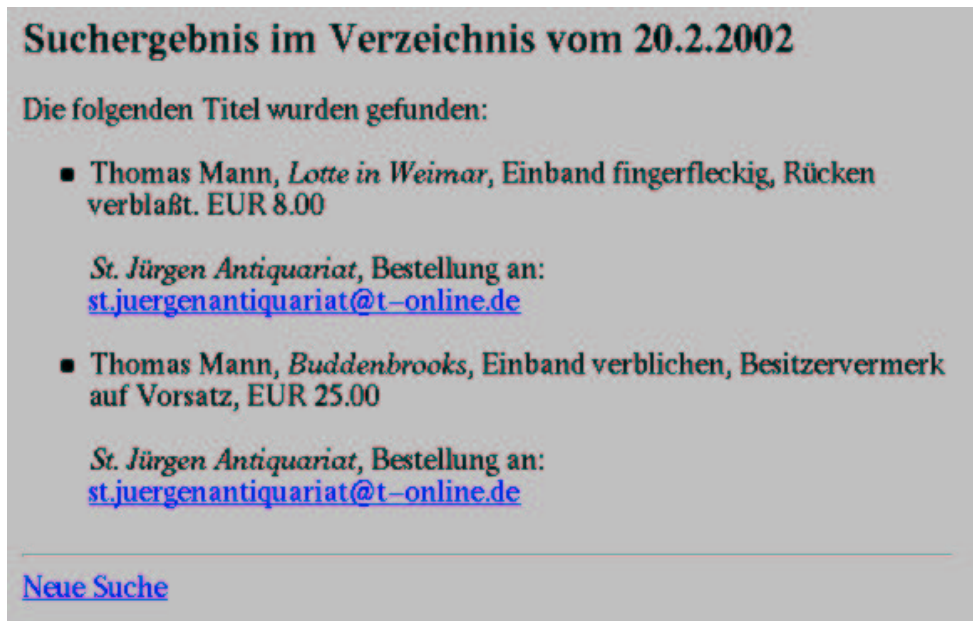 Suchergebnis im Verzeichnis vom 20.2.2002
Die folgenden Titel wurden gefunden:
Thomas Mann, Lotte in Weimar, Einband fingerfleckig, Rücken
verblaßt. EUR 8.00
St. Jürgen Antiquariat, Bestellung an:
st.juergenantiquariat@t–online.de
Thomas Mann, Buddenbrooks, Einband verblichen, Besitzervermerk
auf Vorsatz, EUR 25.00
St. Jürgen Antiquariat, Bestellung an:
st.juergenantiquariat@t–online.de
Neue Suche